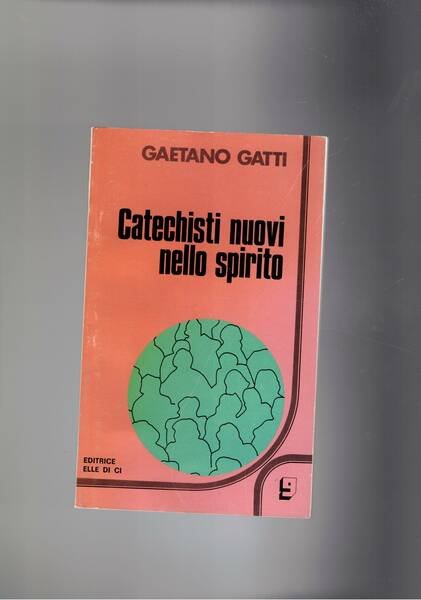 GAETANO GATTI
Catechisti nuovi
nello spirito
EDITRICE
ELLE DI CI
9